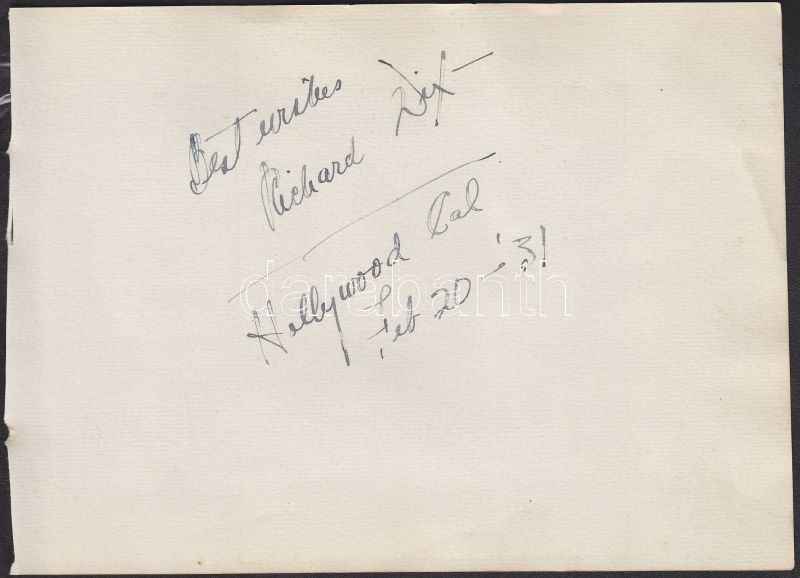 Best wishes
Richard Dix
Hollywood Cal
Feb 20 - '31
darabanth